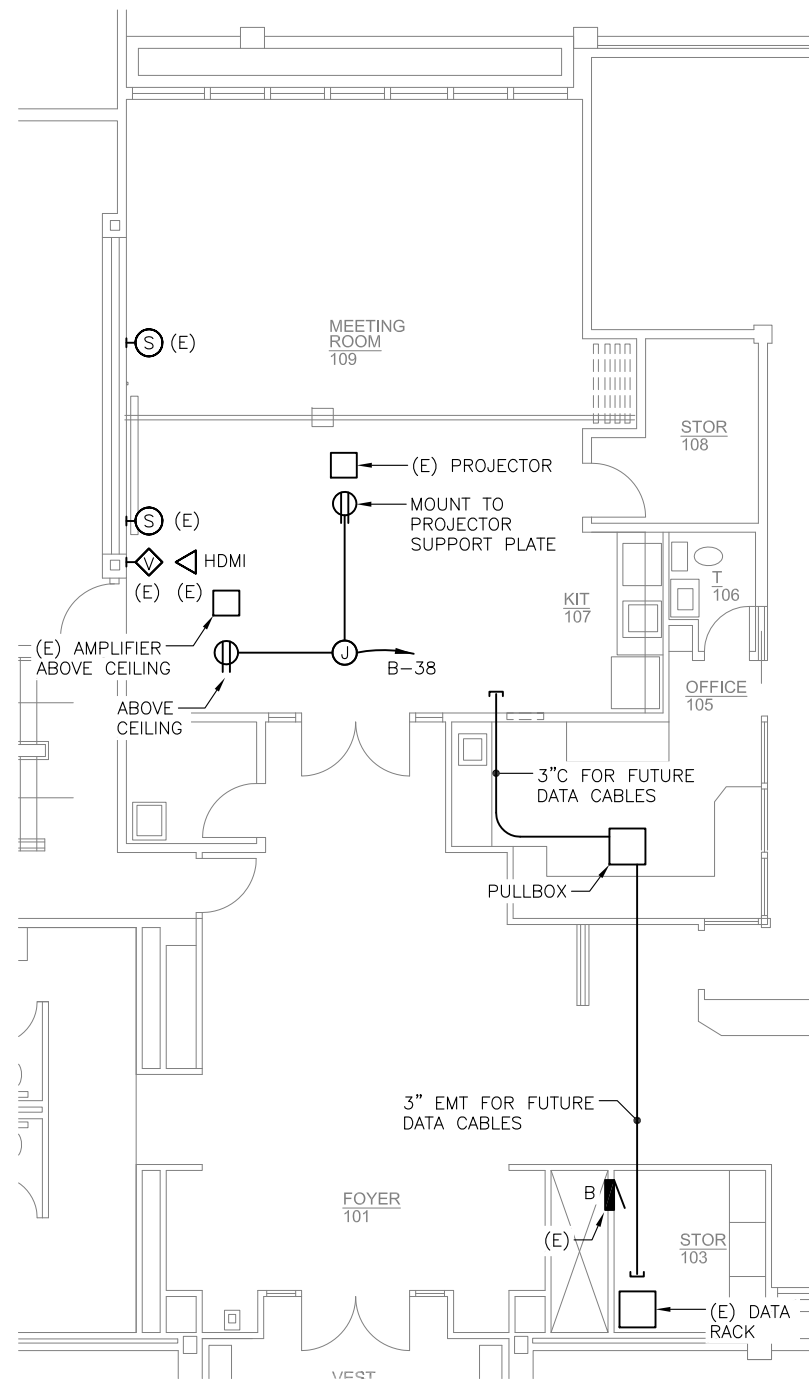 MEETING
ROOM
109
S (E)
STOR
108
(E) PROJECTOR
MOUNT TO
PROJECTOR
SUPPORT PLATE
S (E)
V HDMI
(E) (E)
T
106
KIT
107
(E) AMPLIFIER
ABOVE CEILING
J
B-38
OFFICE
105
ABOVE
CEILING
3"C FOR FUTURE
DATA CABLES
PULLBOX
3" EMT FOR FUTURE
DATA CABLES
B
FOYER
101
(E)
STOR
103
(E) DATA
RACK
VEST